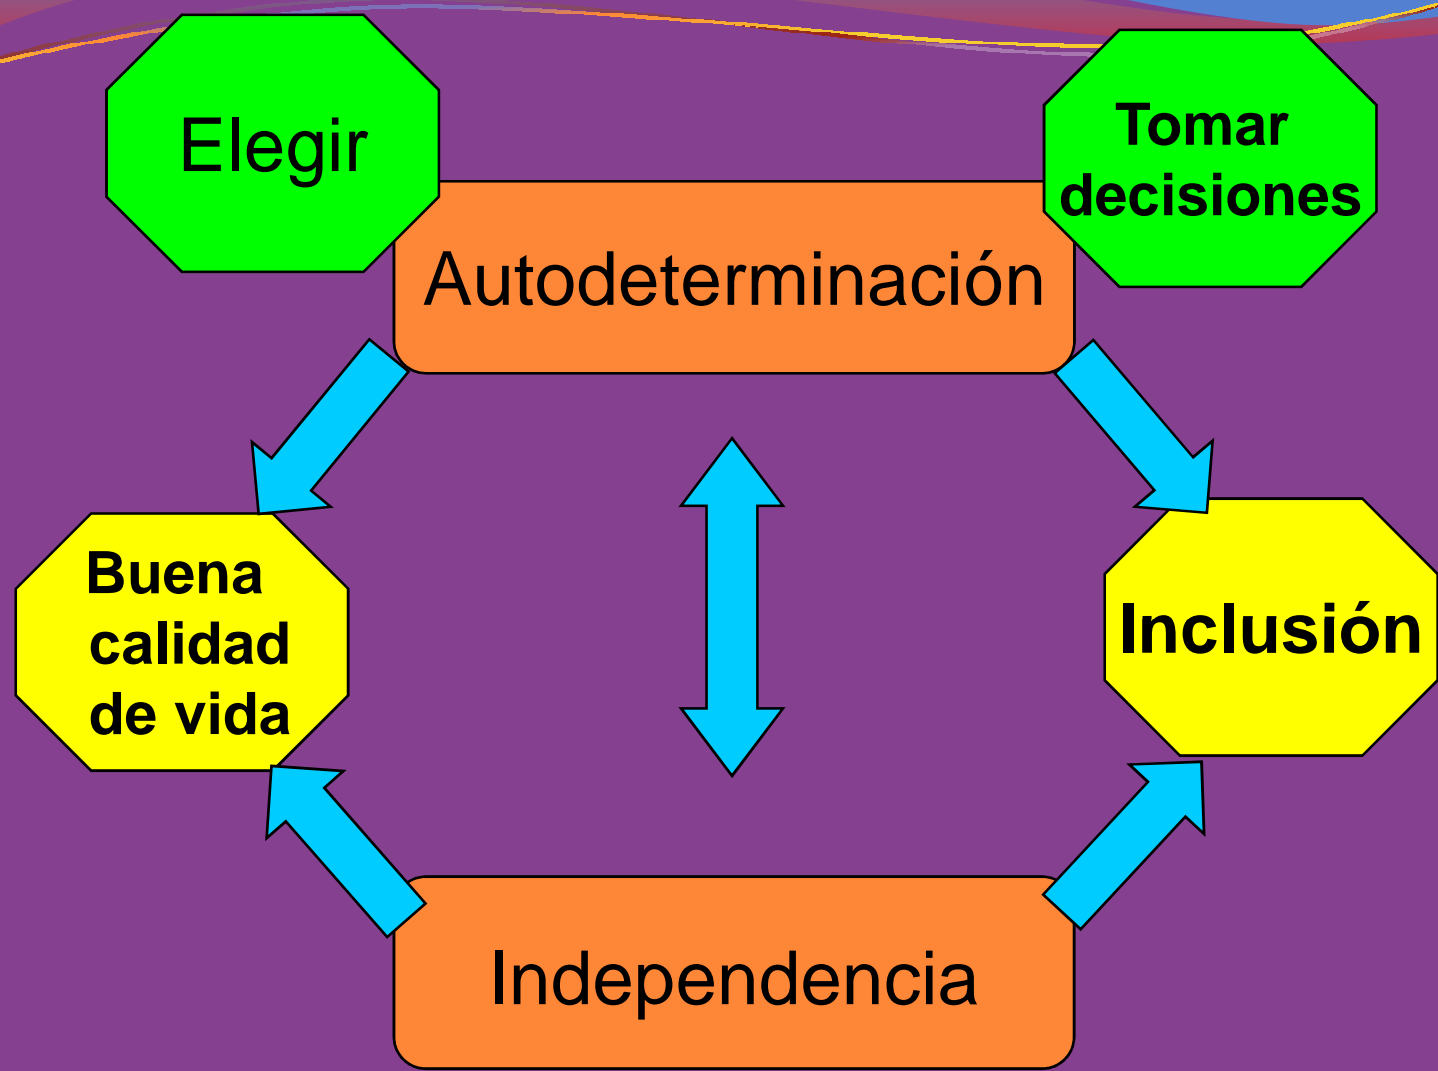 Elegir
Tomar
decisiones
Autodeterminación
Buena
calidad
de vida
Inclusión
Independencia